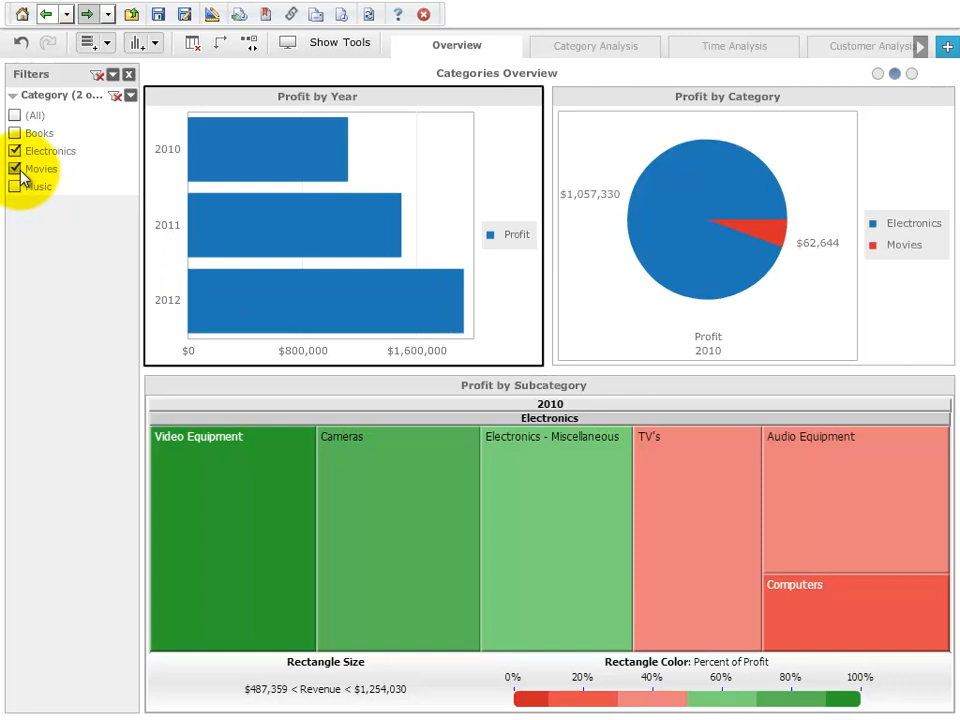 Show Tools
Overview
Category Analysis
Time Analysis
Customer Analysis
Filters
Category (2 o...
(All)
Books
Electronics
Movies
Music
Categories Overview
Profit by Year
2010
2011
2012
$0
$800,000
$1,600,000
Profit
Profit by Category
$1,057,330
$62,644
Profit
2010
Electronics
Movies
Profit by Subcategory
2010
Electronics
Video Equipment
Cameras
Electronics - Miscellaneous
TV's
Audio Equipment
Computers
Rectangle Size
$487,359 < Revenue < $1,254,030
Rectangle Color: Percent of Profit
0% 20% 40% 60% 80% 100%